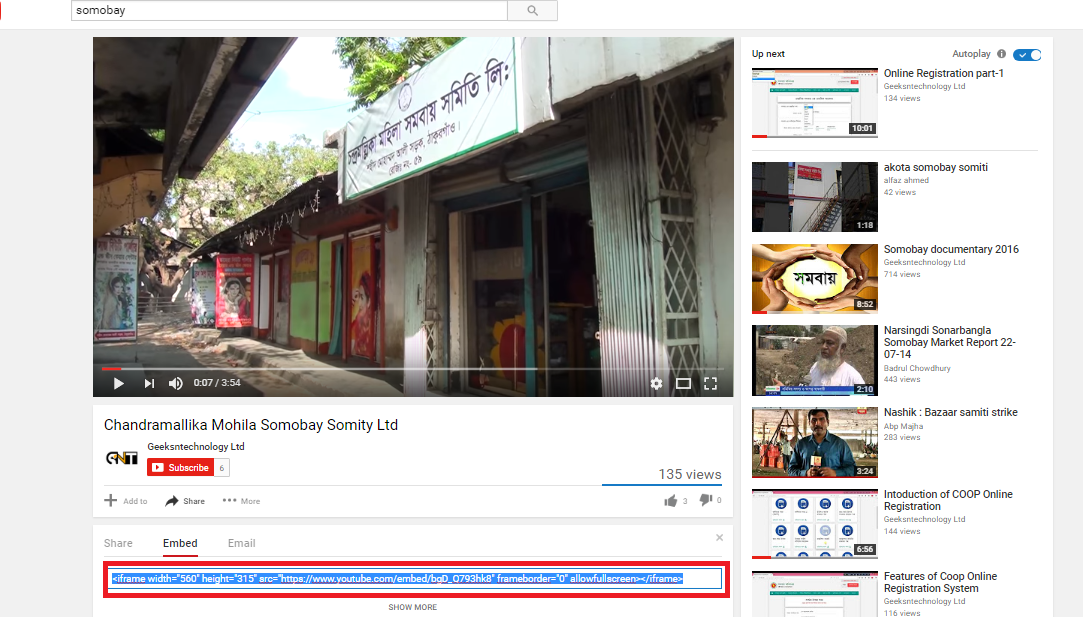 somobay
চন্দ্রমল্লিকা মহিলা সমবায় সমিতি লি:
শহীদ মোহাম্মদ আলী সড়ক, ঠাকুরগাঁও।
রেজিঃ নং- ৫৯
0:07 / 3:54
Chandramallika Mohila Somobay Somity Ltd
GNT
Geeksntechnology Ltd
Subscribe 6
135 views
Add to Share More 3 0
Share Embed Email
<iframe width="560" height="315" src="https://www.youtube.com/embed/bgD_Q793hk8" frameborder="0" allowfullscreen></iframe>
SHOW MORE
Up next Autoplay
Online Registration part-1
Geeksntechnology Ltd
134 views
10:01
akota somobay somiti
alfaz ahmed
42 views
1:18
Somobay documentary 2016
Geeksntechnology Ltd
714 views
সমবায়
8:52
Narsingdi Sonarbangla
Somobay Market Report 22-
07-14
Badrul Chowdhury
443 views
2:10
Nashik : Bazaar samiti strike
Abp Majha
283 views
3:24
Intoduction of COOP Online
Registration
Geeksntechnology Ltd
144 views
6:56
Features of Coop Online
Registration System
Geeksntechnology Ltd
116 views